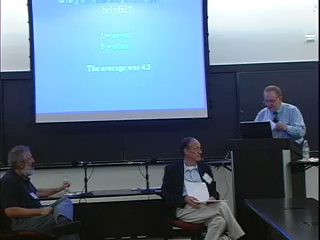 helpful?
1 = never
5 = often
The average was 4.3